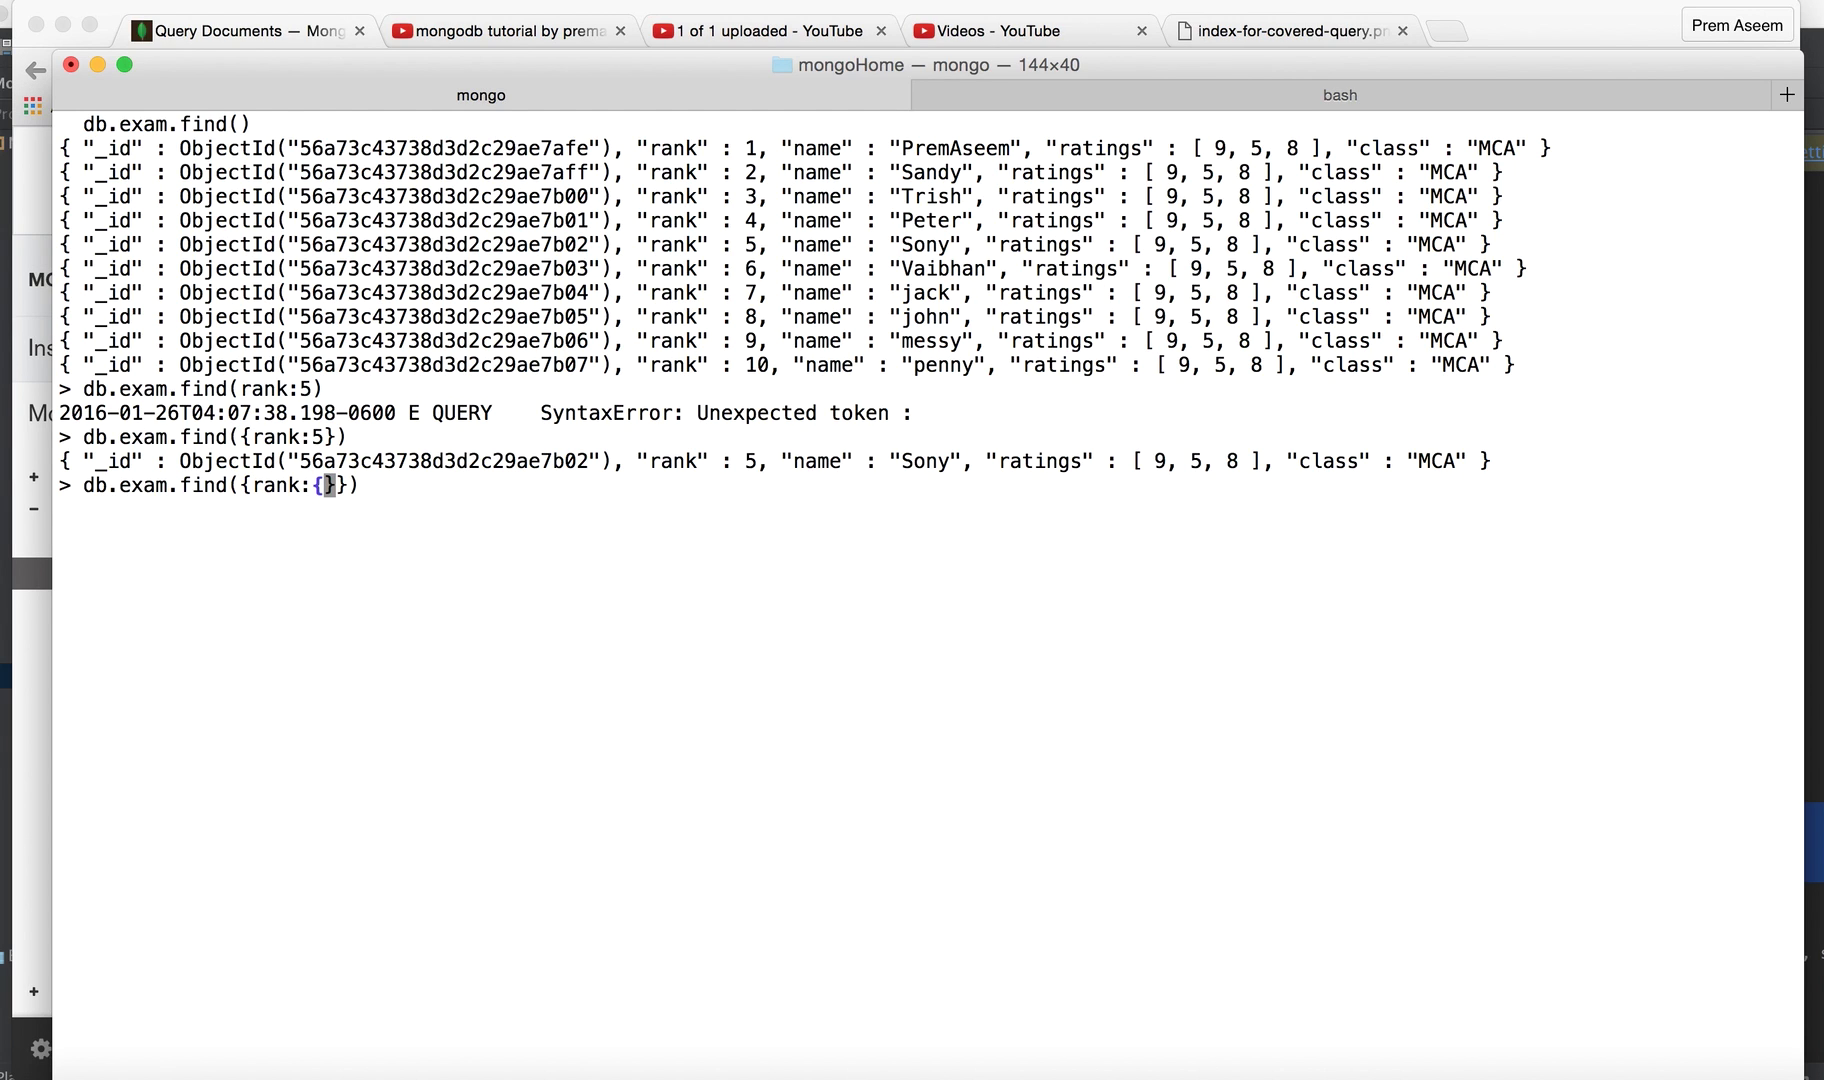 Query Documents — Mong
mongodb tutorial by prema
1 of 1 uploaded - YouTube
Videos - YouTube
index-for-covered-query.pn
Prem Aseem
mongoHome — mongo — 144×40
mongo
bash
db.exam.find()
{ "_id" : ObjectId("56a73c43738d3d2c29ae7afe"), "rank" : 1, "name" : "PremAseem", "ratings" : [ 9, 5, 8 ], "class" : "MCA" }
{ "_id" : ObjectId("56a73c43738d3d2c29ae7aff"), "rank" : 2, "name" : "Sandy", "ratings" : [ 9, 5, 8 ], "class" : "MCA" }
{ "_id" : ObjectId("56a73c43738d3d2c29ae7b00"), "rank" : 3, "name" : "Trish", "ratings" : [ 9, 5, 8 ], "class" : "MCA" }
{ "_id" : ObjectId("56a73c43738d3d2c29ae7b01"), "rank" : 4, "name" : "Peter", "ratings" : [ 9, 5, 8 ], "class" : "MCA" }
{ "_id" : ObjectId("56a73c43738d3d2c29ae7b02"), "rank" : 5, "name" : "Sony", "ratings" : [ 9, 5, 8 ], "class" : "MCA" }
{ "_id" : ObjectId("56a73c43738d3d2c29ae7b03"), "rank" : 6, "name" : "Vaibhan", "ratings" : [ 9, 5, 8 ], "class" : "MCA" }
{ "_id" : ObjectId("56a73c43738d3d2c29ae7b04"), "rank" : 7, "name" : "jack", "ratings" : [ 9, 5, 8 ], "class" : "MCA" }
{ "_id" : ObjectId("56a73c43738d3d2c29ae7b05"), "rank" : 8, "name" : "john", "ratings" : [ 9, 5, 8 ], "class" : "MCA" }
{ "_id" : ObjectId("56a73c43738d3d2c29ae7b06"), "rank" : 9, "name" : "messy", "ratings" : [ 9, 5, 8 ], "class" : "MCA" }
{ "_id" : ObjectId("56a73c43738d3d2c29ae7b07"), "rank" : 10, "name" : "penny", "ratings" : [ 9, 5, 8 ], "class" : "MCA" }
> db.exam.find(rank:5)
2016-01-26T04:07:38.198-0600 E QUERY    SyntaxError: Unexpected token :
> db.exam.find({rank:5})
{ "_id" : ObjectId("56a73c43738d3d2c29ae7b02"), "rank" : 5, "name" : "Sony", "ratings" : [ 9, 5, 8 ], "class" : "MCA" }
> db.exam.find({rank:{}})